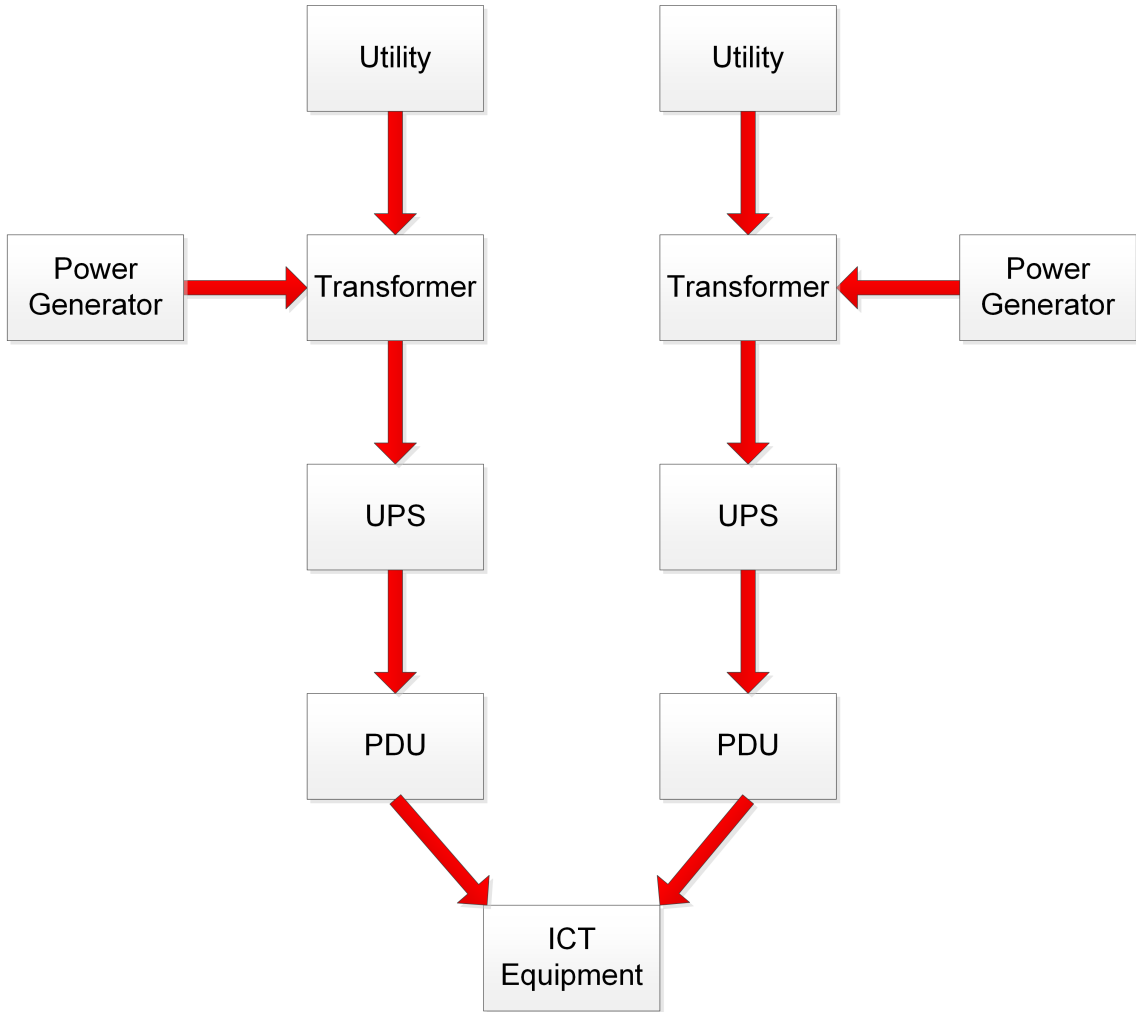 Utility
Utility
Power
Generator
Transformer
Transformer
Power
Generator
UPS
UPS
PDU
PDU
ICT
Equipment